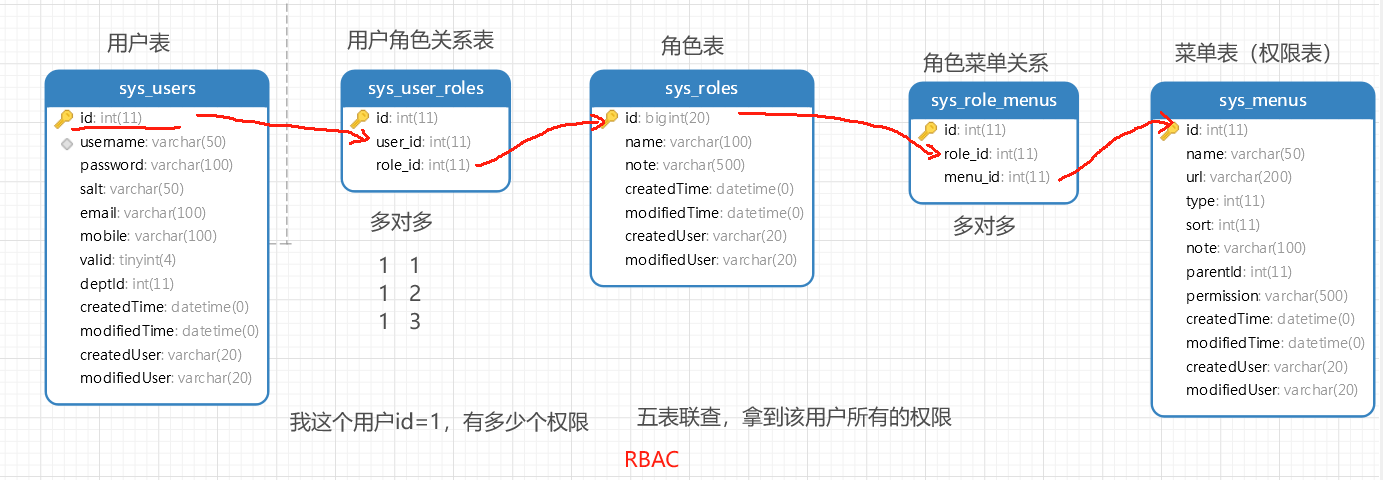 用户表
sys_users
id: int(11)
username: varchar(50)
password: varchar(100)
salt: varchar(50)
email: varchar(100)
mobile: varchar(100)
valid: tinyint(4)
deptId: int(11)
createdTime: datetime(0)
modifiedTime: datetime(0)
createdUser: varchar(20)
modifiedUser: varchar(20)
用户角色关系表
sys_user_roles
id: int(11)
user_id: int(11)
role_id: int(11)
多对多
1 1
1 2
1 3
角色表
sys_roles
id: bigint(20)
name: varchar(100)
note: varchar(500)
createdTime: datetime(0)
modifiedTime: datetime(0)
createdUser: varchar(20)
modifiedUser: varchar(20)
角色菜单关系
sys_role_menus
id: int(11)
role_id: int(11)
menu_id: int(11)
多对多
菜单表（权限表）
sys_menus
id: int(11)
name: varchar(50)
url: varchar(200)
type: int(11)
sort: int(11)
note: varchar(100)
parentId: int(11)
permission: varchar(500)
createdTime: datetime(0)
modifiedTime: datetime(0)
createdUser: varchar(20)
modifiedUser: varchar(20)
我这个用户id=1，有多少个权限
五表联查，拿到该用户所有的权限
RBAC